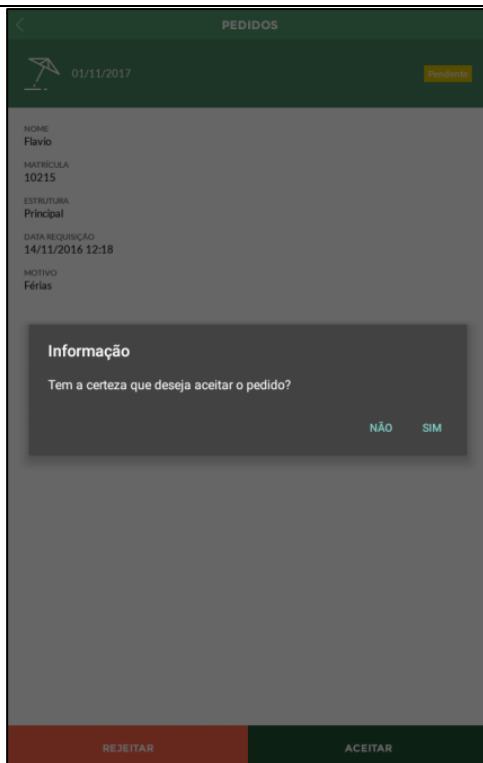 PEDIDOS
01/11/2017
Pendente
NOME
Flavio
MATRÍCULA
10215
ESTRUTURA
Principal
DATA REQUISIÇÃO
14/11/2016 12:18
MOTIVO
Férias
Informação
Tem a certeza que deseja aceitar o pedido?
NÃO SIM
REJEITAR ACEITAR